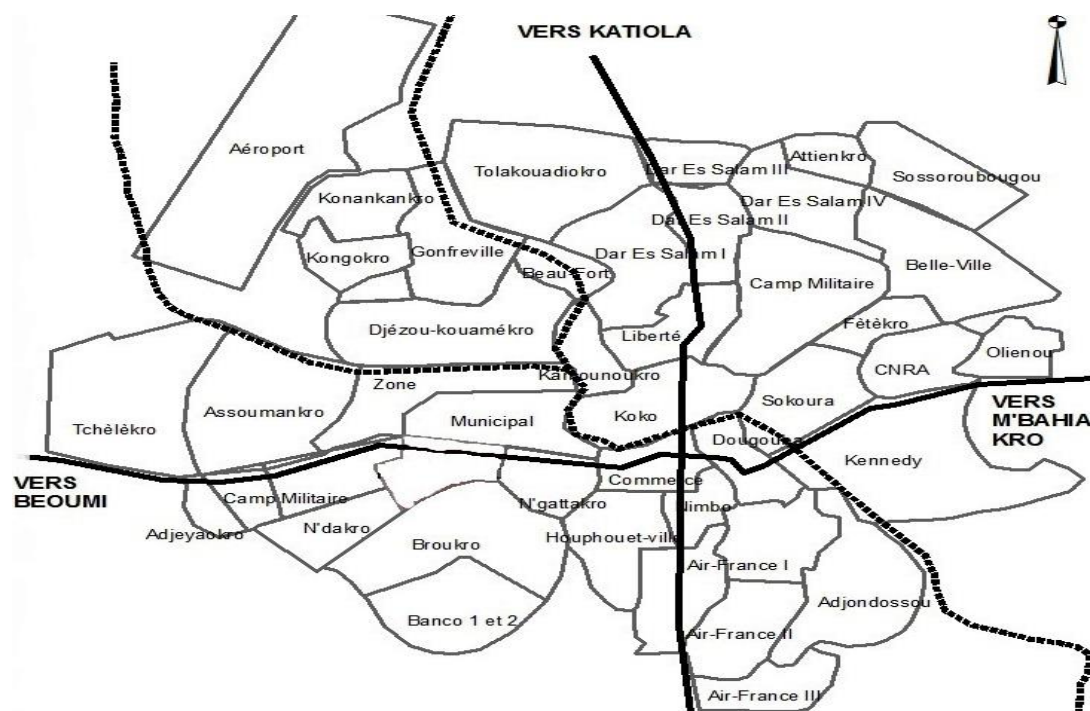 VERS KATIOLA
Aéroport
Tolakouadiokro
Dar Es Salam III
Attienkro
Sossoroubougou
Konankankro
Dar Es Salam IV
Dar Es Salam II
Kongokro
Gonfreville
Beau-Fort
Dar Es Salam I
Belle-Ville
Camp Militaire
Djézou-kouamékro
Liberté
Fètèkro
Olienou
Zone
Kamounoukro
CNRA
Assoumankro
Sokoura
Tchèlèkro
Municipal
Koko
VERS
M'BAHIA
KRO
Dougouba
Kennedy
VERS
BEOUMI
Camp Militaire
Commerce
N'gattakro
Nimbo
Adjeyaokro
N'dakro
Broukro
Houphouet-ville
Air-France I
Adjondossou
Banco 1 et 2
Air-France II
Air-France III